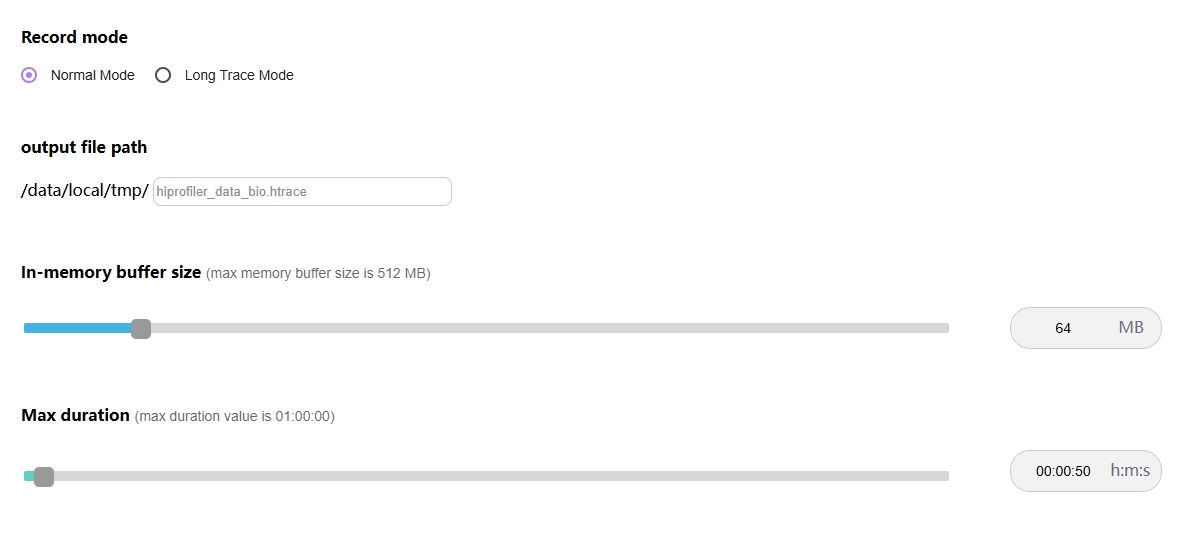 Record mode
Normal Mode Long Trace Mode
output file path
/data/local/tmp/ hiprofiler_data_bio.htrace
In-memory buffer size (max memory buffer size is 512 MB)
64 MB
Max duration (max duration value is 01:00:00)
00:00:50 h:m:s